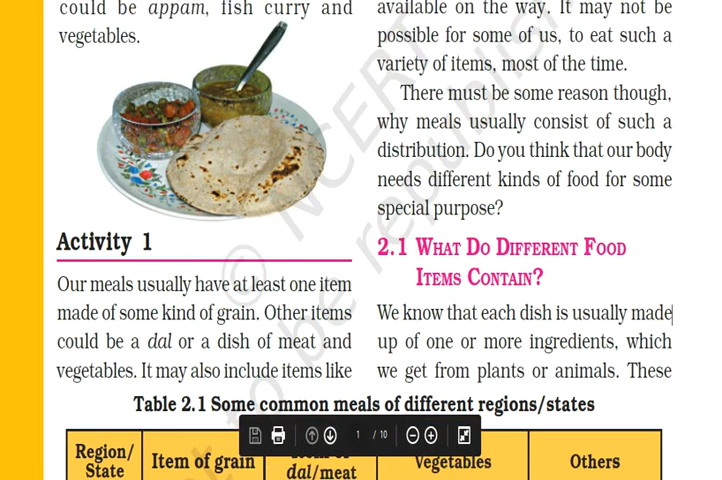 could be appam, fish curry and
vegetables.
Activity 1
Our meals usually have at least one item
made of some kind of grain. Other items
could be a dal or a dish of meat and
vegetables. It may also include items like
available on the way. It may not be
possible for some of us, to eat such a
variety of items, most of the time.
There must be some reason though,
why meals usually consist of such a
distribution. Do you think that our body
needs different kinds of food for some
special purpose?
2.1 WHAT DO DIFFERENT FOOD
ITEMS CONTAIN?
We know that each dish is usually made
up of one or more ingredients, which
we get from plants or animals. These
Table 2.1 Some common meals of different regions/states
1 / 10
Region/
State
Item of grain
dal/meat
Vegetables
Others
© NCERT
not to be republished